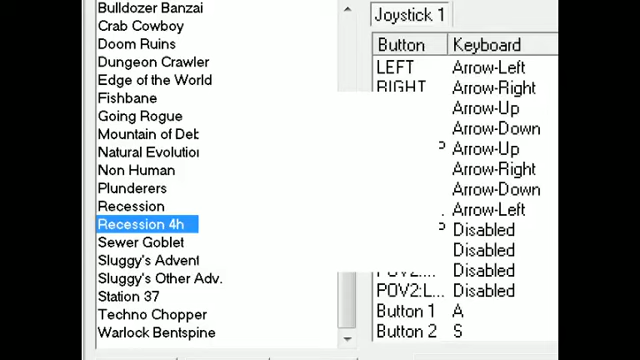 Bulldozer Banzai
Crab Cowboy
Doom Ruins
Dungeon Crawler
Edge of the World
Fishbane
Going Rogue
Mountain of
Natural
Non Human
Plunderers
Recession
Recession 4h
Sewer Goblet
Sluggy's
Sluggy's Other Adv.
Station 37
Techno Chopper
Warlock Bentspine
Joystick 1
Button Keyboard
LEFT Arrow-Left
RIGHT Arrow-Right
Arrow-Up
Arrow-Down
Arrow-Up
Arrow-Right
Arrow-Down
Arrow-Left
Disabled
Disabled
Disabled
POV2:L... Disabled
Button 1 A
Button 2 S